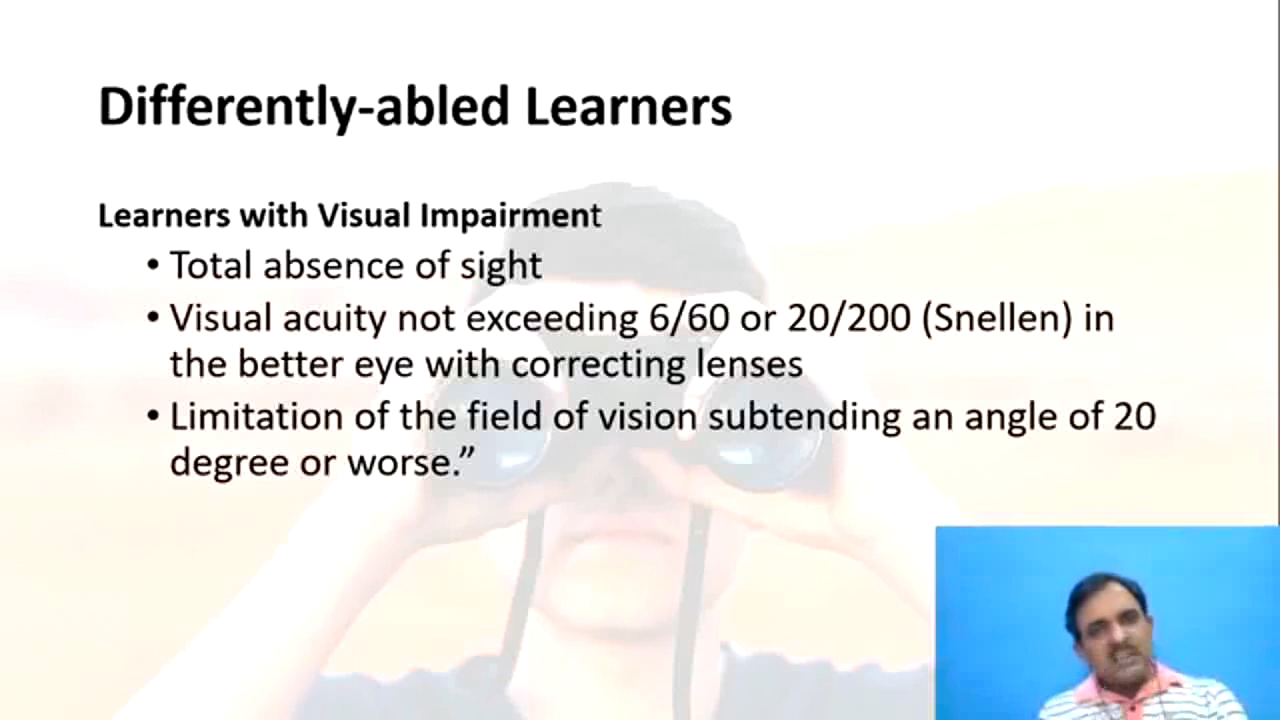 Differently-abled Learners
Learners with Visual Impairment
• Total absence of sight
• Visual acuity not exceeding 6/60 or 20/200 (Snellen) in
the better eye with correcting lenses
• Limitation of the field of vision subtending an angle of 20
degree or worse.”